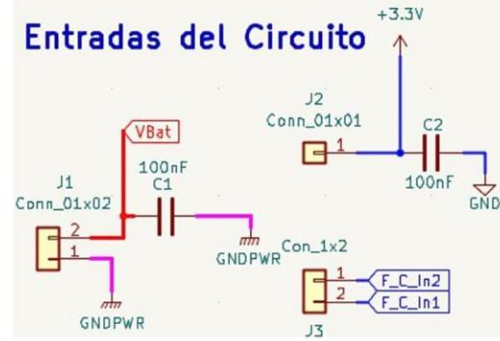 Entradas del Circuito
+3.3V
J2
Conn_01x01
1
C2
100nF
GND
VBat
100nF
C1
J1
Conn_01x02
2
1
GNDPWR
GNDPWR
Con_1x2
1
F_C_In2
2
F_C_In1
J3